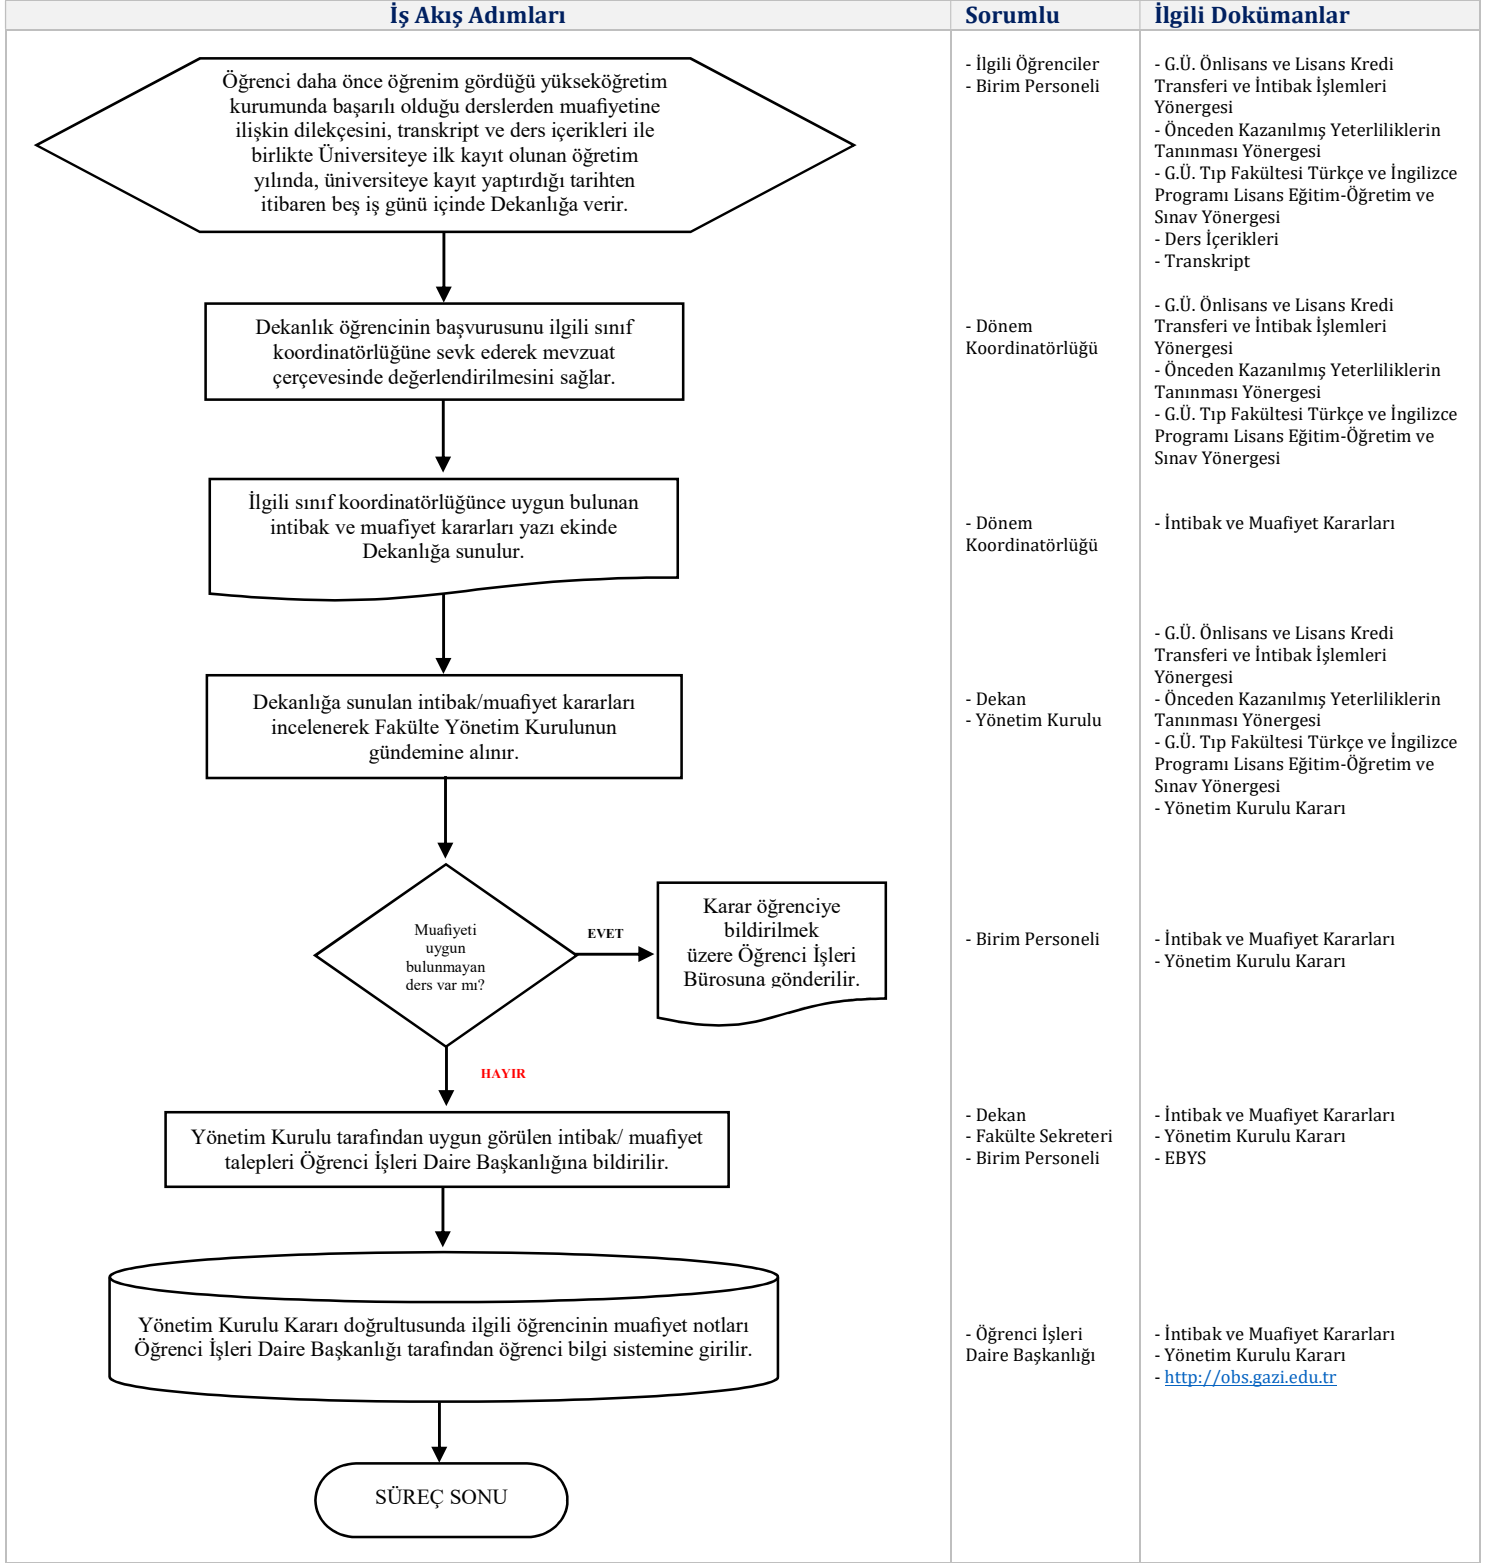 İş Akış Adımları
Sorumlu
İlgili Dokümanlar
Öğrenci daha önce öğrenim gördüğü yükseköğretim
kurumunda başarılı olduğu derslerden muafiyetine
ilişkin dilekçesini, transkript ve ders içerikleri ile
birlikte Üniversiteye ilk kayıt olunan öğretim
yılında, üniversiteye kayıt yaptırdığı tarihten
itibaren beş iş günü içinde Dekanlığa verir.
- İlgili Öğrenciler
- Birim Personeli
- G.Ü. Önlisans ve Lisans Kredi
Transferi ve İntibak İşlemleri
Yönergesi
- Önceden Kazanılmış Yeterliliklerin
Tanınması Yönergesi
- G.Ü. Tıp Fakültesi Türkçe ve İngilizce
Programı Lisans Eğitim-Öğretim ve
Sınav Yönergesi
- Ders İçerikleri
- Transkript
Dekanlık öğrencinin başvurusunu ilgili sınıf
koordinatörlüğüne sevk ederek mevzuat
çerçevesinde değerlendirilmesini sağlar.
- Dönem
Koordinatörlüğü
- G.Ü. Önlisans ve Lisans Kredi
Transferi ve İntibak İşlemleri
Yönergesi
- Önceden Kazanılmış Yeterliliklerin
Tanınması Yönergesi
- G.Ü. Tıp Fakültesi Türkçe ve İngilizce
Programı Lisans Eğitim-Öğretim ve
Sınav Yönergesi
İlgili sınıf koordinatörlüğünce uygun bulunan
intibak ve muafiyet kararları yazı ekinde
Dekanlığa sunulur.
- Dönem
Koordinatörlüğü
- İntibak ve Muafiyet Kararları
Dekanlığa sunulan intibak/muafiyet kararları
incelenerek Fakülte Yönetim Kurulunun
gündemine alınır.
- Dekan
- Yönetim Kurulu
- G.Ü. Önlisans ve Lisans Kredi
Transferi ve İntibak İşlemleri
Yönergesi
- Önceden Kazanılmış Yeterliliklerin
Tanınması Yönergesi
- G.Ü. Tıp Fakültesi Türkçe ve İngilizce
Programı Lisans Eğitim-Öğretim ve
Sınav Yönergesi
- Yönetim Kurulu Kararı
Muafiyeti
uygun
bulunmayan
ders var mı?
EVET
Karar öğrenciye
bildirilmek
üzere Öğrenci İşleri
Bürosuna gönderilir.
- Birim Personeli
- İntibak ve Muafiyet Kararları
- Yönetim Kurulu Kararı
HAYIR
Yönetim Kurulu tarafından uygun görülen intibak/ muafiyet
talepleri Öğrenci İşleri Daire Başkanlığına bildirilir.
- Dekan
- Fakülte Sekreteri
- Birim Personeli
- İntibak ve Muafiyet Kararları
- Yönetim Kurulu Kararı
- EBYS
Yönetim Kurulu Kararı doğrultusunda ilgili öğrencinin muafiyet notları
Öğrenci İşleri Daire Başkanlığı tarafından öğrenci bilgi sistemine girilir.
- Öğrenci İşleri
Daire Başkanlığı
- İntibak ve Muafiyet Kararları
- Yönetim Kurulu Kararı
- http://obs.gazi.edu.tr
SÜREÇ SONU